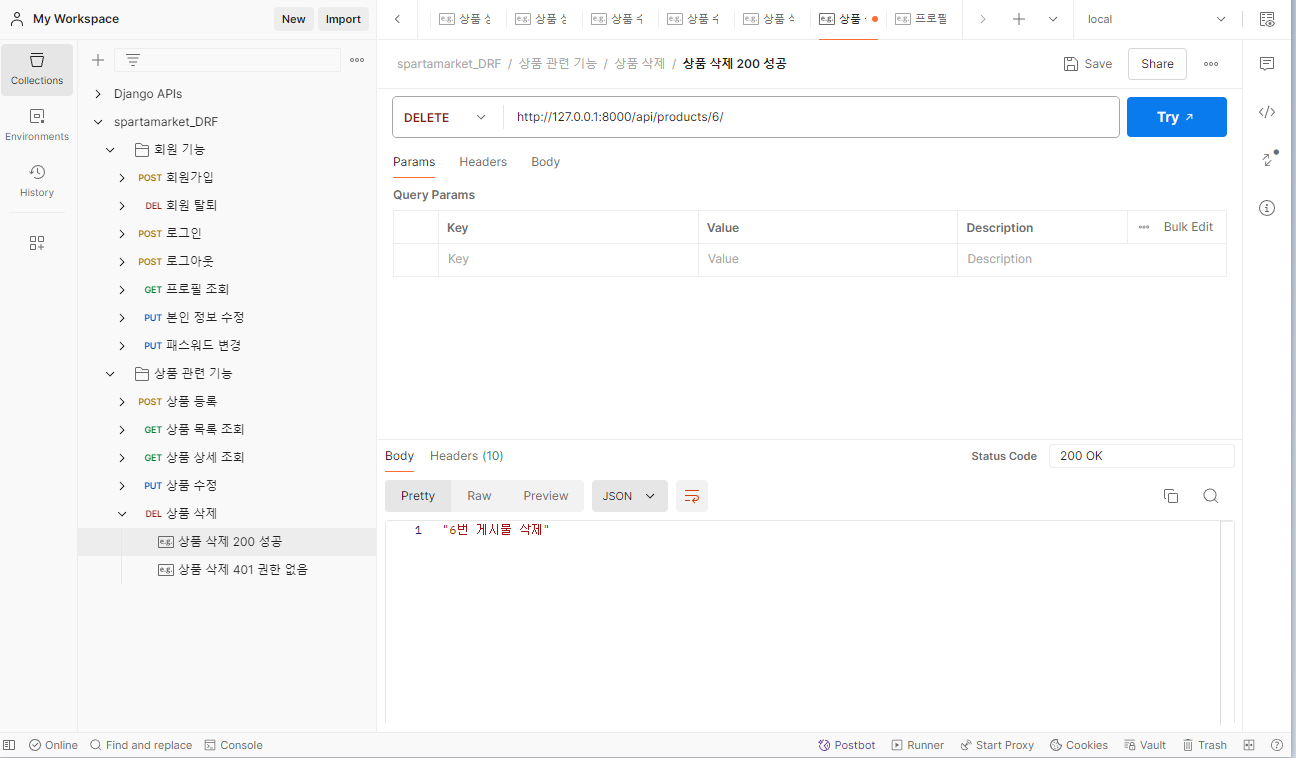 My Workspace
New
Import
local
Collections
Environments
History
Django APIs
spartamarket_DRF
회원 기능
POST 회원가입
DEL 회원 탈퇴
POST 로그인
POST 로그아웃
GET 프로필 조회
PUT 본인 정보 수정
PUT 패스워드 변경
상품 관련 기능
POST 상품 등록
GET 상품 목록 조회
GET 상품 상세 조회
PUT 상품 수정
DEL 상품 삭제
e.g. 상품 삭제 200 성공
e.g. 상품 삭제 401 권한 없음
e.g. 상품
e.g. 상품
e.g. 상품
e.g. 상품
e.g. 상품
e.g. 상품
e.g. 프로필
spartamarket_DRF / 상품 관련 기능 / 상품 삭제 / 상품 삭제 200 성공
Save
Share
DELETE
http://127.0.0.1:8000/api/products/6/
Try
Params Headers Body
Query Params
Key Value Description Bulk Edit
Key Value Description
Body Headers (10)
Status Code 200 OK
Pretty Raw Preview JSON
1 "6번 게시물 삭제"
Online Find and replace Console
Postbot Runner Start Proxy Cookies Vault Trash